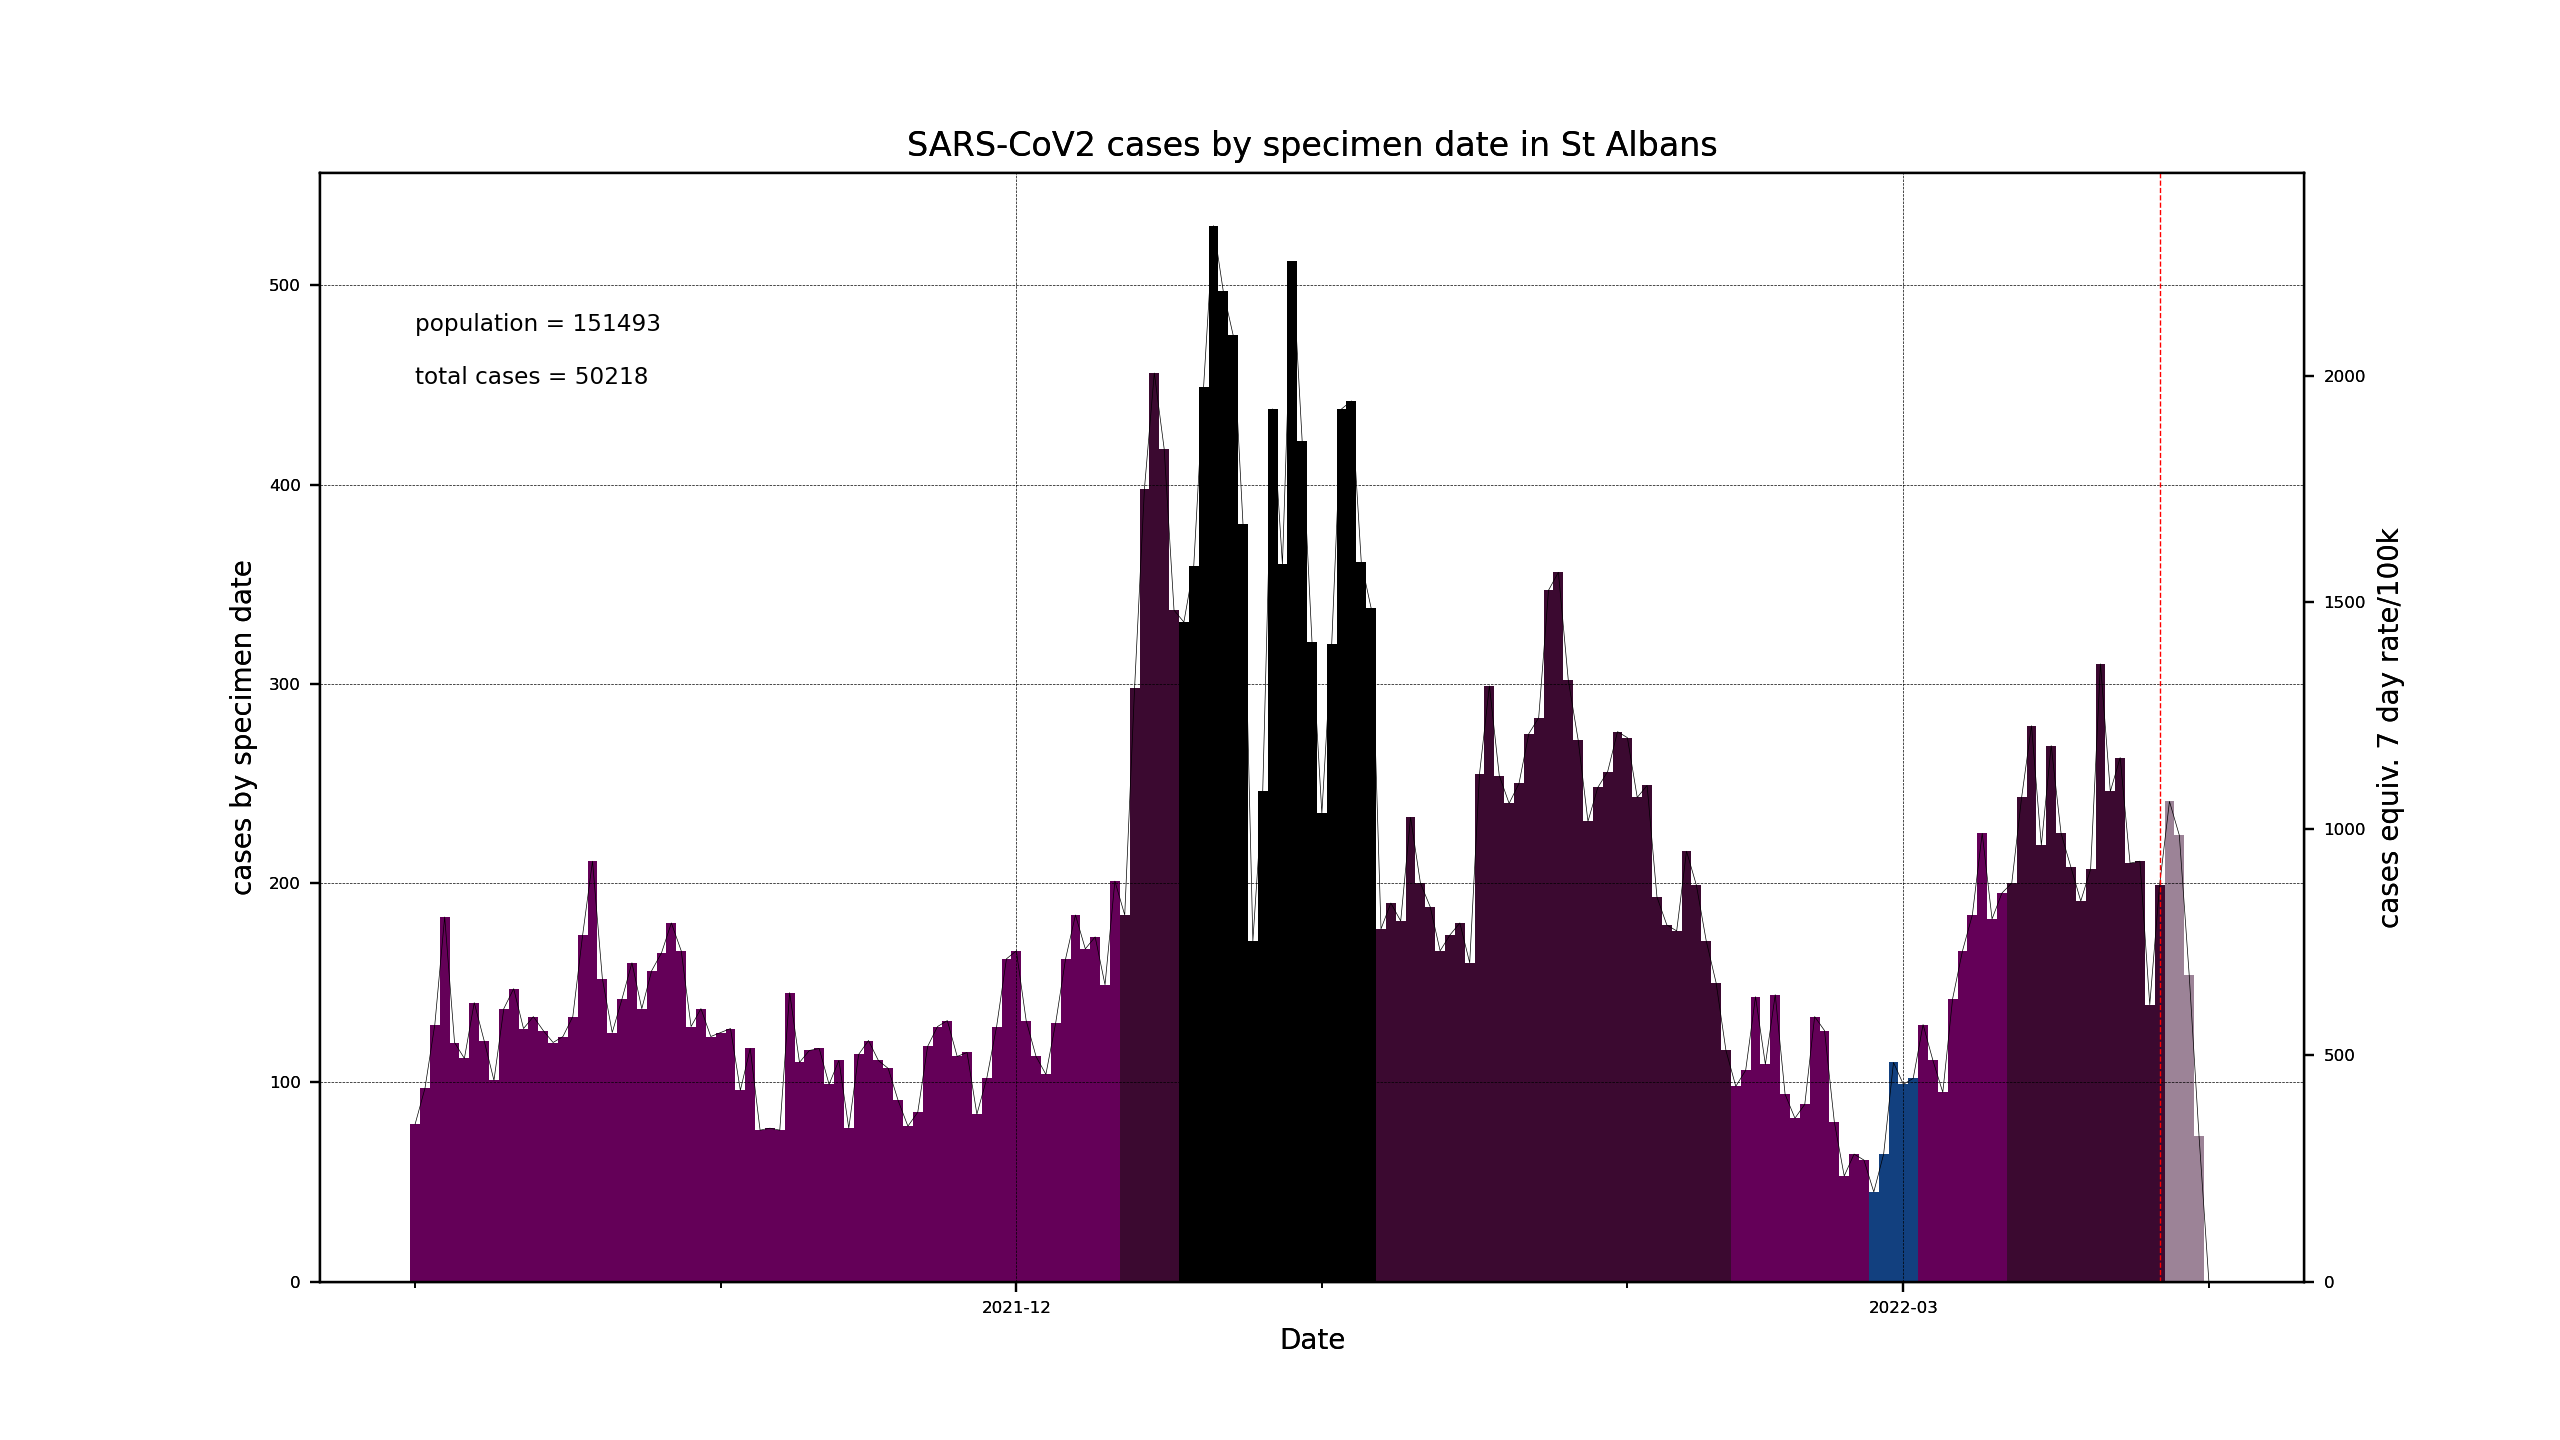 SARS-CoV2 cases by specimen date in St Albans
population = 151493
total cases = 50218
cases by specimen date
500
400
300
200
100
0
2000
1500
1000
500
0
cases equiv. 7 day rate/100k
2021-12
2022-03
Date